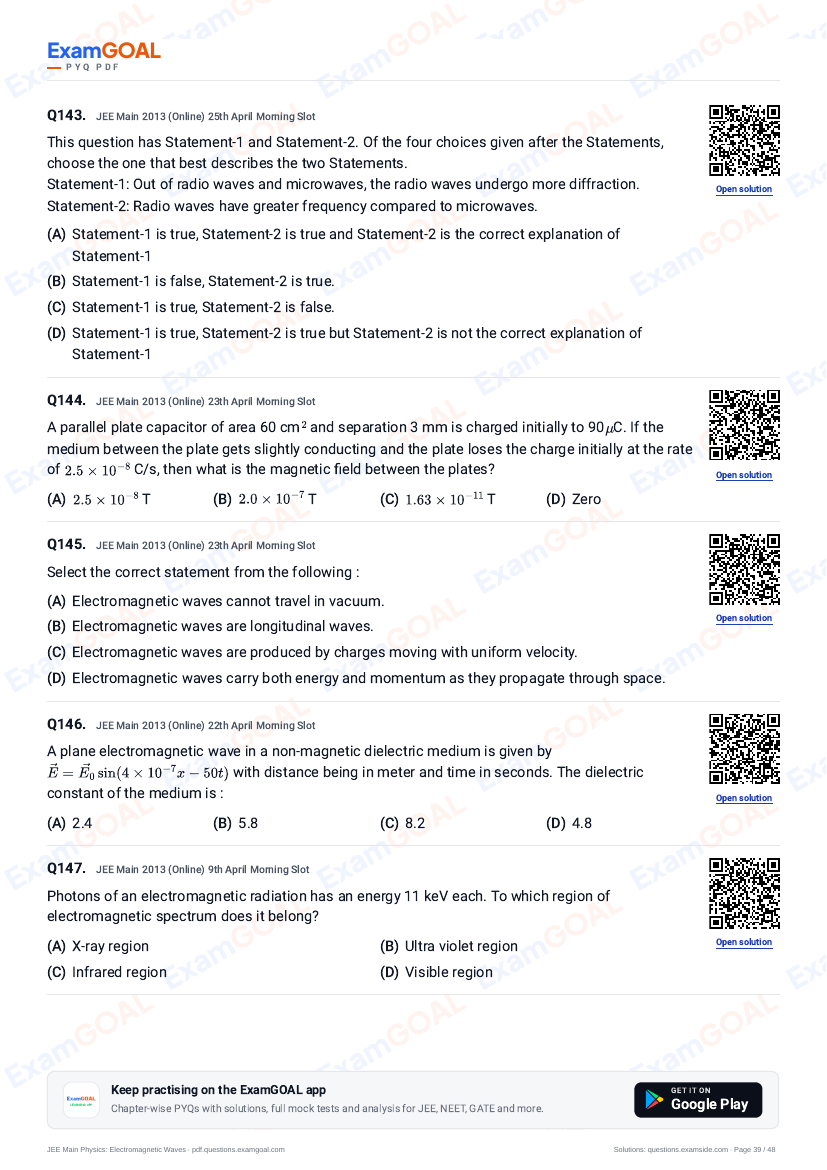 ExamGOAL
PYQ PDF
Q143. JEE Main 2013 (Online) 25th April Morning Slot
This question has Statement-1 and Statement-2. Of the four choices given after the Statements,
choose the one that best describes the two Statements.
Statement-1: Out of radio waves and microwaves, the radio waves undergo more diffraction.
Statement-2: Radio waves have greater frequency compared to microwaves.
Open solution
(A) Statement-1 is true, Statement-2 is true and Statement-2 is the correct explanation of
Statement-1
(B) Statement-1 is false, Statement-2 is true.
(C) Statement-1 is true, Statement-2 is false.
(D) Statement-1 is true, Statement-2 is true but Statement-2 is not the correct explanation of
Statement-1
Q144. JEE Main 2013 (Online) 23th April Morning Slot
A parallel plate capacitor of area 60 cm² and separation 3 mm is charged initially to 90μC. If the
medium between the plate gets slightly conducting and the plate loses the charge initially at the rate
of 2.5 × 10⁻⁸ C/s, then what is the magnetic field between the plates?
Open solution
(A) 2.5 × 10⁻⁸ T (B) 2.0 × 10⁻⁷ T (C) 1.63 × 10⁻¹¹ T (D) Zero
Q145. JEE Main 2013 (Online) 23th April Morning Slot
Select the correct statement from the following :
(A) Electromagnetic waves cannot travel in vacuum.
Open solution
(B) Electromagnetic waves are longitudinal waves.
(C) Electromagnetic waves are produced by charges moving with uniform velocity.
(D) Electromagnetic waves carry both energy and momentum as they propagate through space.
Q146. JEE Main 2013 (Online) 22th April Morning Slot
A plane electromagnetic wave in a non-magnetic dielectric medium is given by
E⃗ = E⃗₀ sin(4 × 10⁻⁷x − 50t) with distance being in meter and time in seconds. The dielectric
constant of the medium is :
Open solution
(A) 2.4 (B) 5.8 (C) 8.2 (D) 4.8
Q147. JEE Main 2013 (Online) 9th April Morning Slot
Photons of an electromagnetic radiation has an energy 11 keV each. To which region of
electromagnetic spectrum does it belong?
Open solution
(A) X-ray region (B) Ultra violet region
(C) Infrared region (D) Visible region
Keep practising on the ExamGOAL app
Chapter-wise PYQs with solutions, full mock tests and analysis for JEE, NEET, GATE and more.
ExamGOAL
GET IT ON
Google Play
JEE Main Physics: Electromagnetic Waves · pdf.questions.examgoal.com
Solutions: questions.examside.com · Page 39 / 48